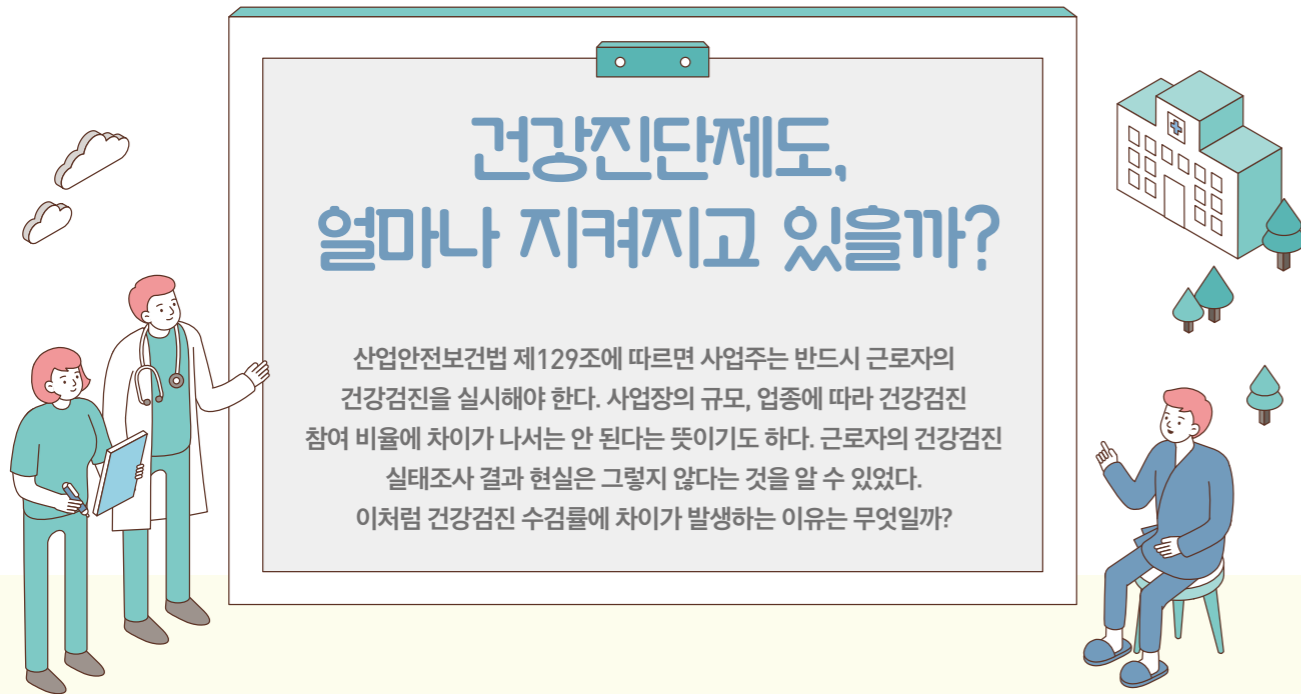 건강진단제도,
얼마나 지켜지고 있을까?
산업안전보건법 제129조에 따르면 사업주는 반드시 근로자의
건강검진을 실시해야 한다. 사업장의 규모, 업종에 따라 건강검진
참여 비율에 차이가 나서는 안 된다는 뜻이기도 하다. 근로자의 건강검진
실태조사 결과 현실은 그렇지 않다는 것을 알 수 있었다.
이처럼 건강검진 수검률에 차이가 발생하는 이유는 무엇일까?